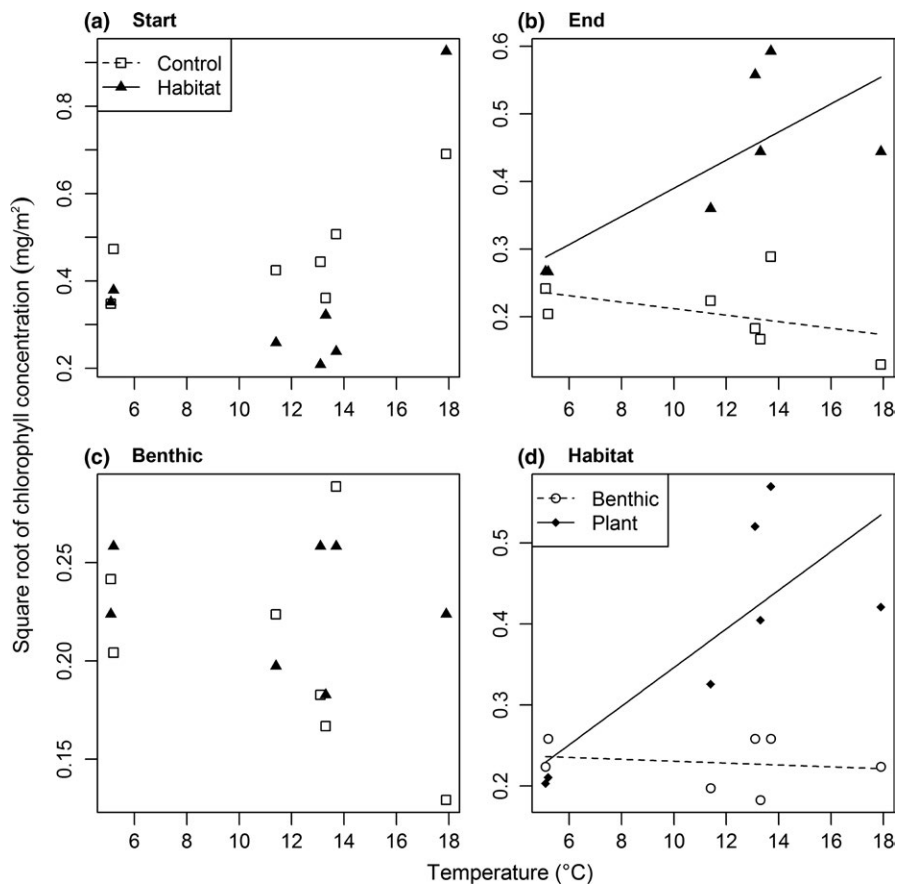 (a) Start
Control
Habitat
0.2
0.4
0.6
0.8
6 8 10 12 14 16 18
(b) End
0.2
0.3
0.4
0.5
0.6
6 8 10 12 14 16 18
(c) Benthic
0.15
0.20
0.25
6 8 10 12 14 16 18
(d) Habitat
Benthic
Plant
0.2
0.3
0.4
0.5
6 8 10 12 14 16 18
Square root of chlorophyll concentration (mg/m²)
Temperature (°C)